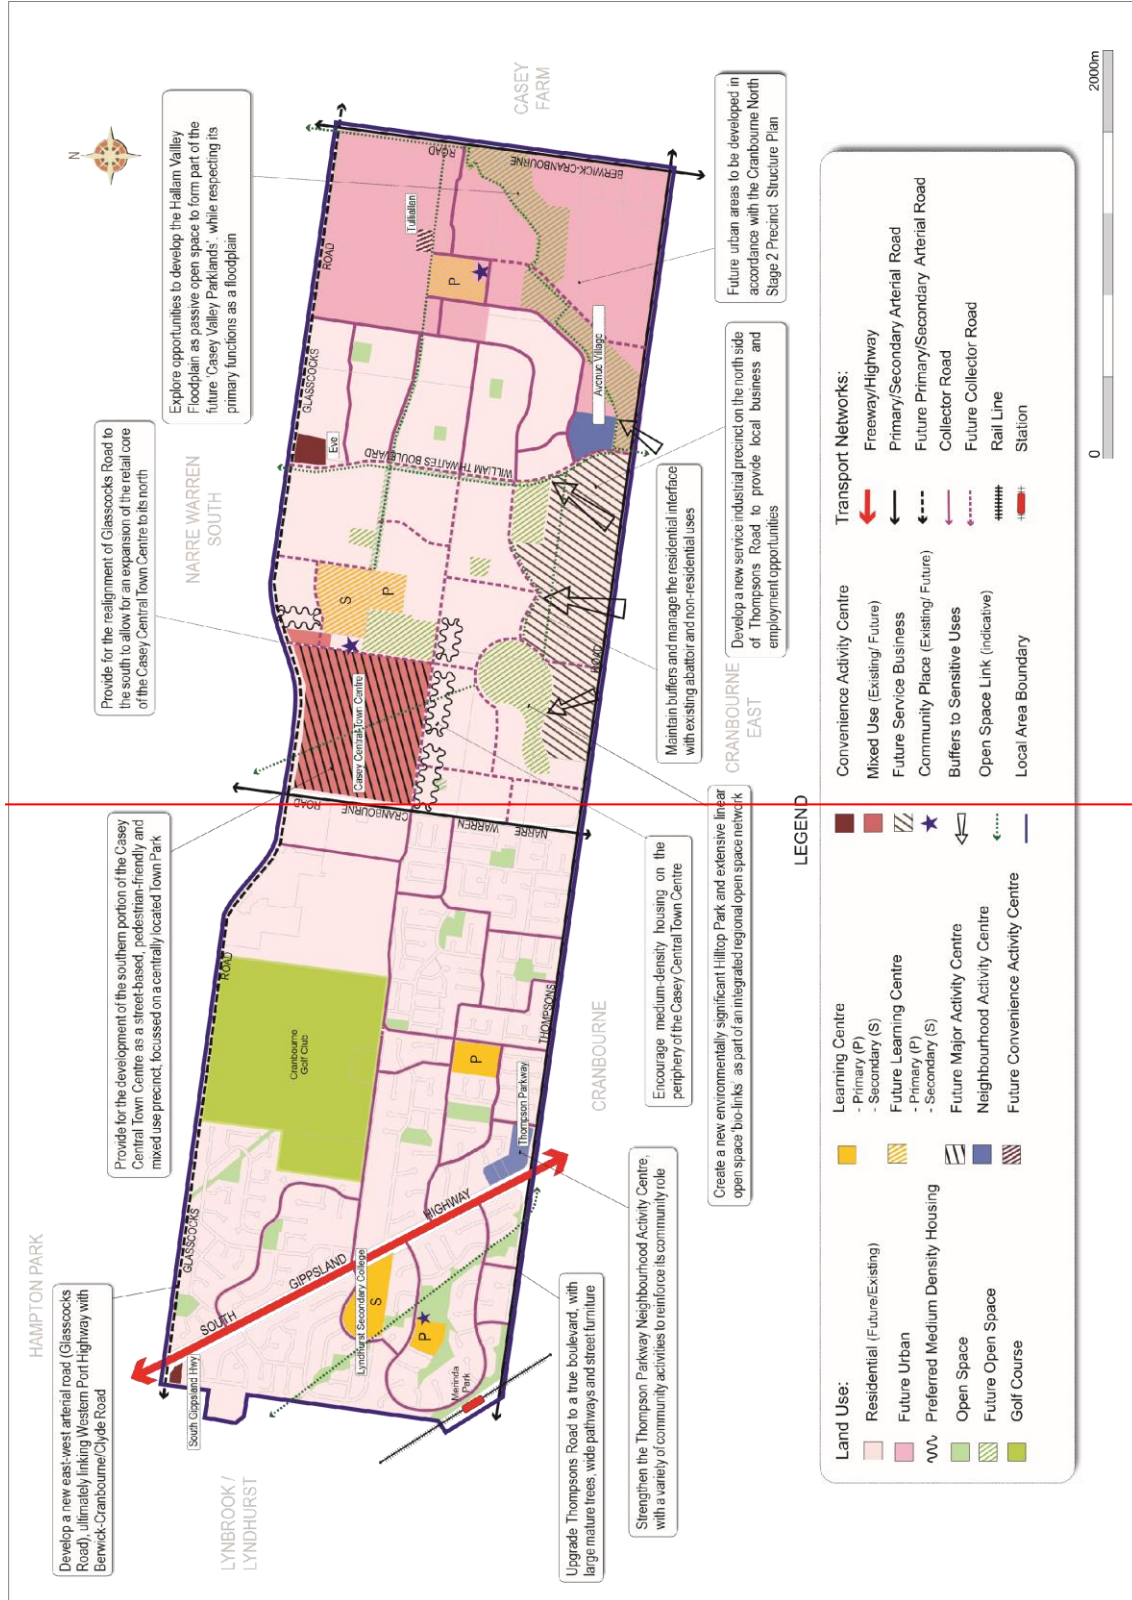 HAMPTON PARK
Develop a new east-west arterial road (Glasscocks
Road), ultimately linking Western Port Highway with
Berwick-Cranbourne/Clyde Road
Provide for the development of the southern portion of the Casey
Central Town Centre as a street-based, pedestrian-friendly and
mixed use precinct, focussed on a centrally located Town Park
Provide for the realignment of Glasscocks Road to
the south to allow for an expansion of the retail core
of the Casey Central Town Centre to its north
Explore opportunities to develop the Hallam Valley
Floodplain as passive open space to form part of the
future 'Casey Valley Parklands', while respecting its
primary functions as a floodplain
N
NARRE WARREN
SOUTH
CASEY
FARM
LYNBROOK /
LYNDHURST
South Gippsland Hwy
SOUTH
GIPPSLAND
HIGHWAY
GLASSCOCKS
ROAD
Cranbourne
Golf Club
Lyndhurst Secondary College
S
P
Merinda
Park
P
Thompson Parkway
THOMPSONS
ROAD
NARRE
WARREN
CRANBOURNE
ROAD
Casey Central Town Centre
S
P
Eve
GLASSCOCKS
ROAD
WILLIAM THWAITES BOULEVARD
Tulliallen
P
Avenue Village
BERWICK-CRANBOURNE
ROAD
Upgrade Thompsons Road to a true boulevard, with
large mature trees, wide pathways and street furniture
Strengthen the Thompson Parkway Neighbourhood Activity Centre,
with a variety of community activities to reinforce its community role
CRANBOURNE
Encourage medium-density housing on the
periphery of the Casey Central Town Centre
Create a new environmentally significant Hilltop Park and extensive linear
open space 'bio-links' as part of an integrated regional open space network
CRANBOURNE
EAST
Maintain buffers and manage the residential interface
with existing abattoir and non-residential uses
Develop a new service industrial precinct on the north side
of Thompsons Road to provide local business and
employment opportunities
Future urban areas to be developed in
accordance with the Cranbourne North
Stage 2 Precinct Structure Plan
LEGEND
Land Use:
Residential (Future/Existing)
Future Urban
Preferred Medium Density Housing
Open Space
Future Open Space
Golf Course
Learning Centre
- Primary (P)
- Secondary (S)
Future Learning Centre
- Primary (P)
- Secondary (S)
Future Major Activity Centre
Neighbourhood Activity Centre
Future Convenience Activity Centre
Convenience Activity Centre
Mixed Use (Existing/ Future)
Future Service Business
Community Place (Existing/ Future)
Buffers to Sensitive Uses
Open Space Link (indicative)
Local Area Boundary
Transport Networks:
Freeway/Highway
Primary/Secondary Arterial Road
Future Primary/Secondary Arterial Road
Collector Road
Future Collector Road
Rail Line
Station
0
2000m